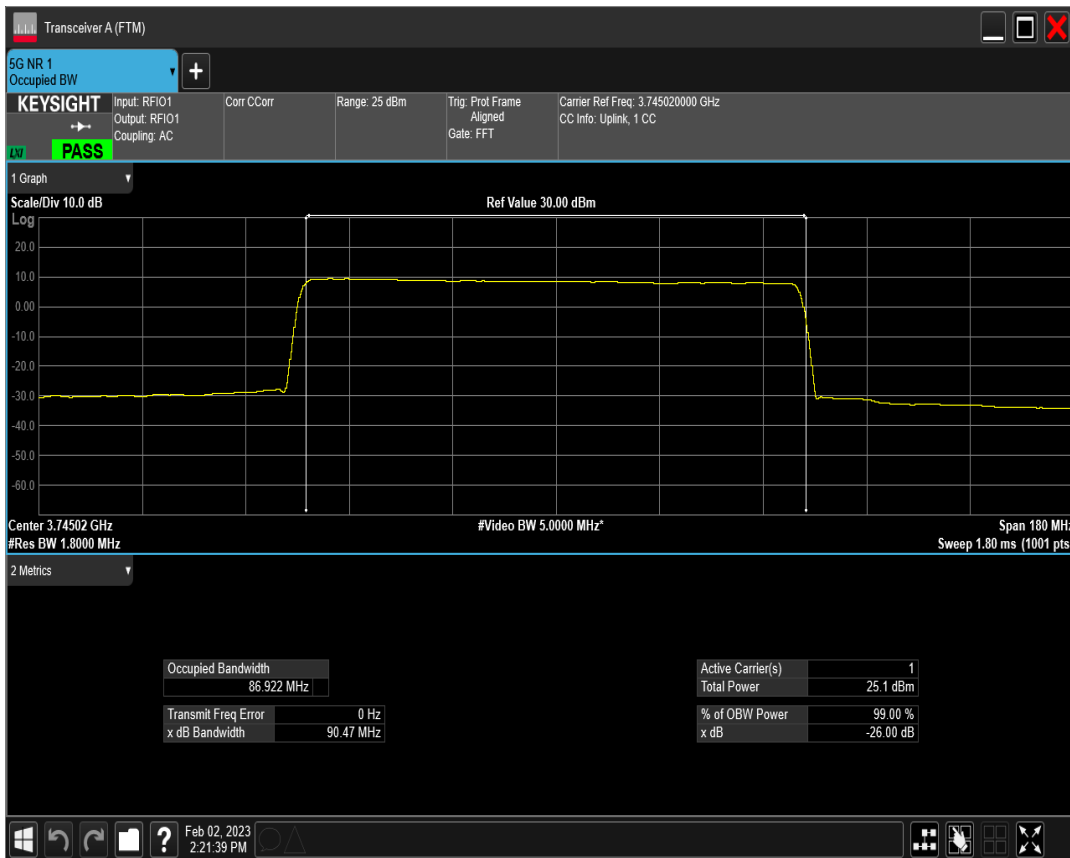 Transceiver A (FTM)
5G NR 1
Occupied BW
+
KEYSIGHT
LXI
PASS
Input: RFIO1
Output: RFIO1
Coupling: AC
Corr CCorr
Range: 25 dBm
Trig: Prot Frame
Aligned
Gate: FFT
Carrier Ref Freq: 3.745020000 GHz
CC Info: Uplink, 1 CC
1 Graph
Scale/Div 10.0 dB
Ref Value 30.00 dBm
Log
20.0
10.0
0.00
-10.0
-20.0
-30.0
-40.0
-50.0
-60.0
Center 3.74502 GHz
#Video BW 5.0000 MHz*
Span 180 MHz
#Res BW 1.8000 MHz
Sweep 1.80 ms (1001 pts
2 Metrics
Occupied Bandwidth
86.922 MHz
Transmit Freq Error 0 Hz
x dB Bandwidth 90.47 MHz
Active Carrier(s) 1
Total Power 25.1 dBm
% of OBW Power 99.00 %
x dB -26.00 dB
?
Feb 02, 2023
2:21:39 PM